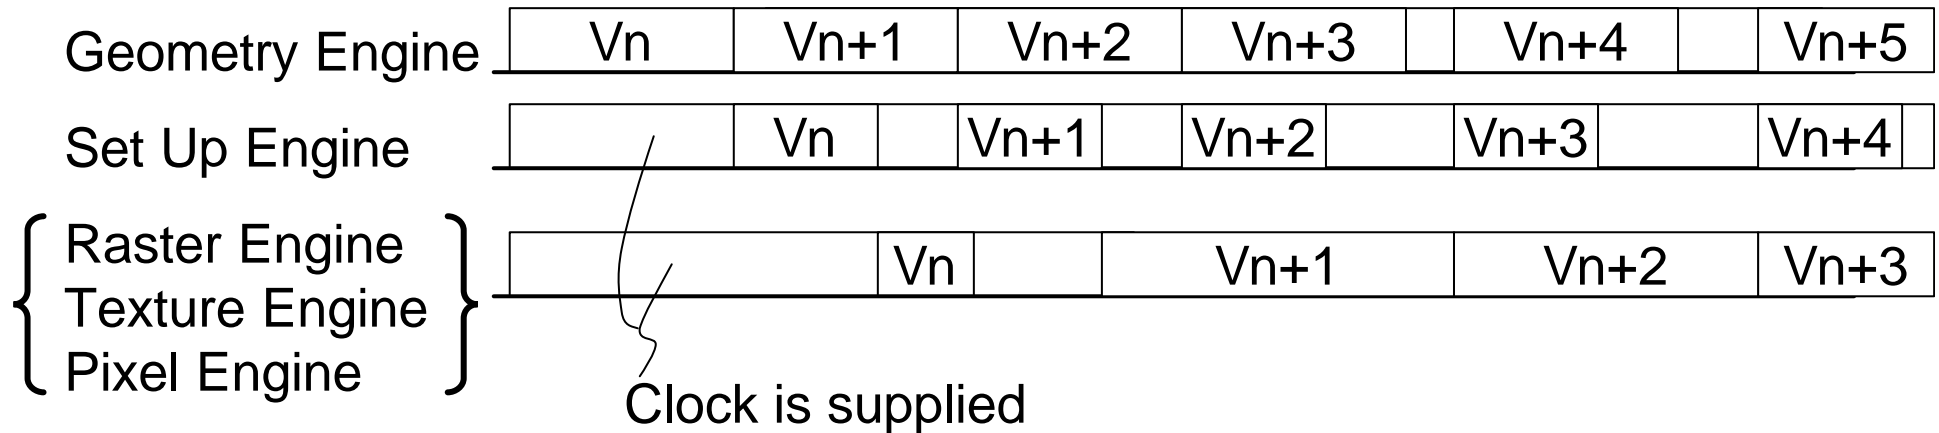 Geometry Engine Vn Vn+1 Vn+2 Vn+3 Vn+4 Vn+5
Set Up Engine Vn Vn+1 Vn+2 Vn+3 Vn+4
Raster Engine Vn Vn+1 Vn+2 Vn+3
Texture Engine
Pixel Engine
Clock is supplied